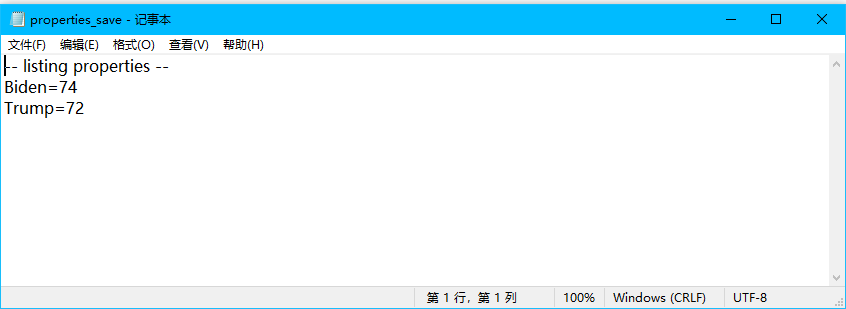 properties_save - 记事本
文件(F) 编辑(E) 格式(O) 查看(V) 帮助(H)
-- listing properties --
Biden=74
Trump=72
第 1 行，第 1 列 100% Windows (CRLF) UTF-8